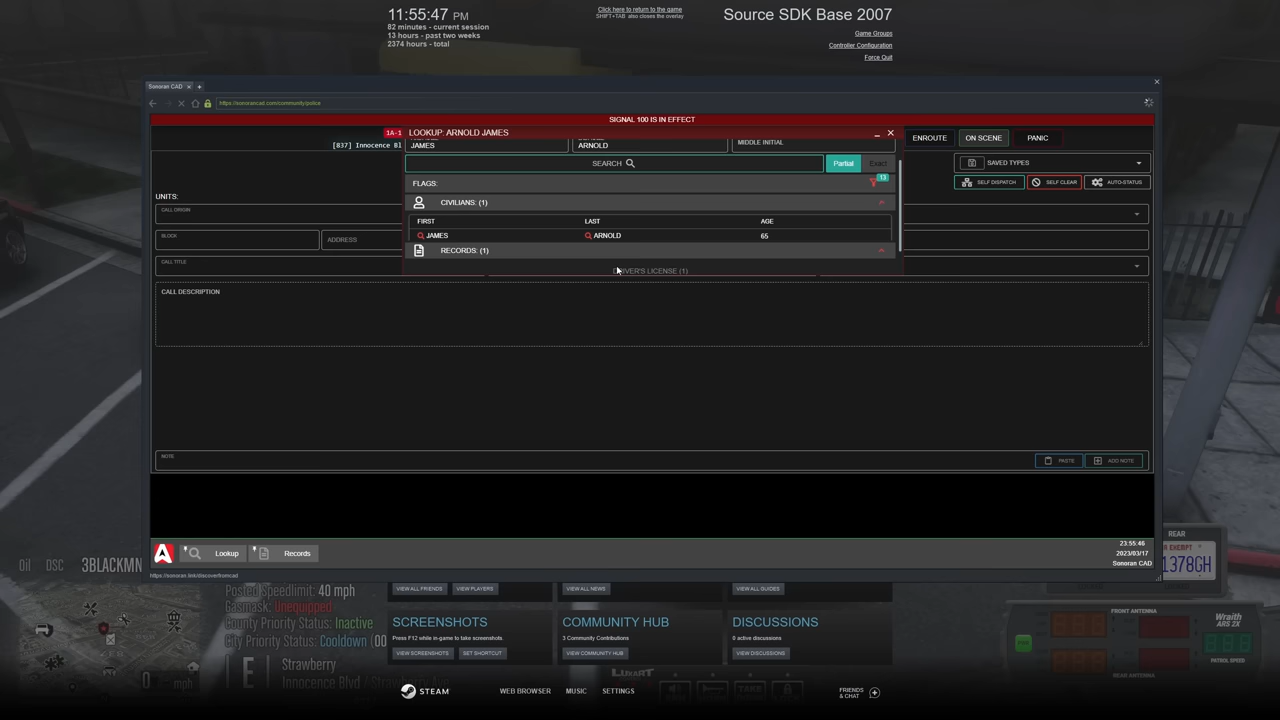 11:55:47 PM
82 minutes - current session
13 hours - past two weeks
2374 hours - total
Click here to return to the game
SHIFT+TAB also closes the overlay
Source SDK Base 2007
Game Groups
Controller Configuration
Force Quit
Sonoran CAD
https://sonorancad.com/community/police
SIGNAL 100 IS IN EFFECT
1A-1
LOOKUP: ARNOLD JAMES
[837] Innocence Bl
JAMES
ARNOLD
MIDDLE INITIAL
ENROUTE
ON SCENE
PANIC
SEARCH
Partial
Exact
SAVED TYPES
FLAGS:
13
SELF DISPATCH
SELF CLEAR
AUTO-STATUS
UNITS:
CIVILIANS: (1)
CALL ORIGIN
FIRST
LAST
AGE
BLOCK
ADDRESS
JAMES
ARNOLD
65
RECORDS: (1)
CALL TITLE
DRIVER'S LICENSE (1)
CALL DESCRIPTION
NOTE
PASTE
ADD NOTE
Lookup
Records
23:55:46
2023/03/17
Sonoran CAD
https://sonoran.link/discoverfromcad
Oil
DSC
3BLACKMN
REAR
R EXEMPT
1378GH
Posted Speedlimit: 40 mph
Gasmask: Unequipped
County Priority Status: Inactive
City Priority Status: Cooldown (00
E
Strawberry
Innocence Blvd / Strawberry Ave
0 mph
VIEW ALL FRIENDS
VIEW PLAYERS
VIEW ALL NEWS
VIEW ALL GUIDES
SCREENSHOTS
Press F12 while in-game to take screenshots.
VIEW SCREENSHOTS
SET SHORTCUT
COMMUNITY HUB
3 Community Contributions
VIEW COMMUNITY HUB
DISCUSSIONS
0 active discussions
VIEW DISCUSSIONS
FRONT ANTENNA
Wraith
ARS 2X
PATROL SPEED
REAR ANTENNA
STEAM
WEB BROWSER
MUSIC
SETTINGS
FRIENDS
& CHAT